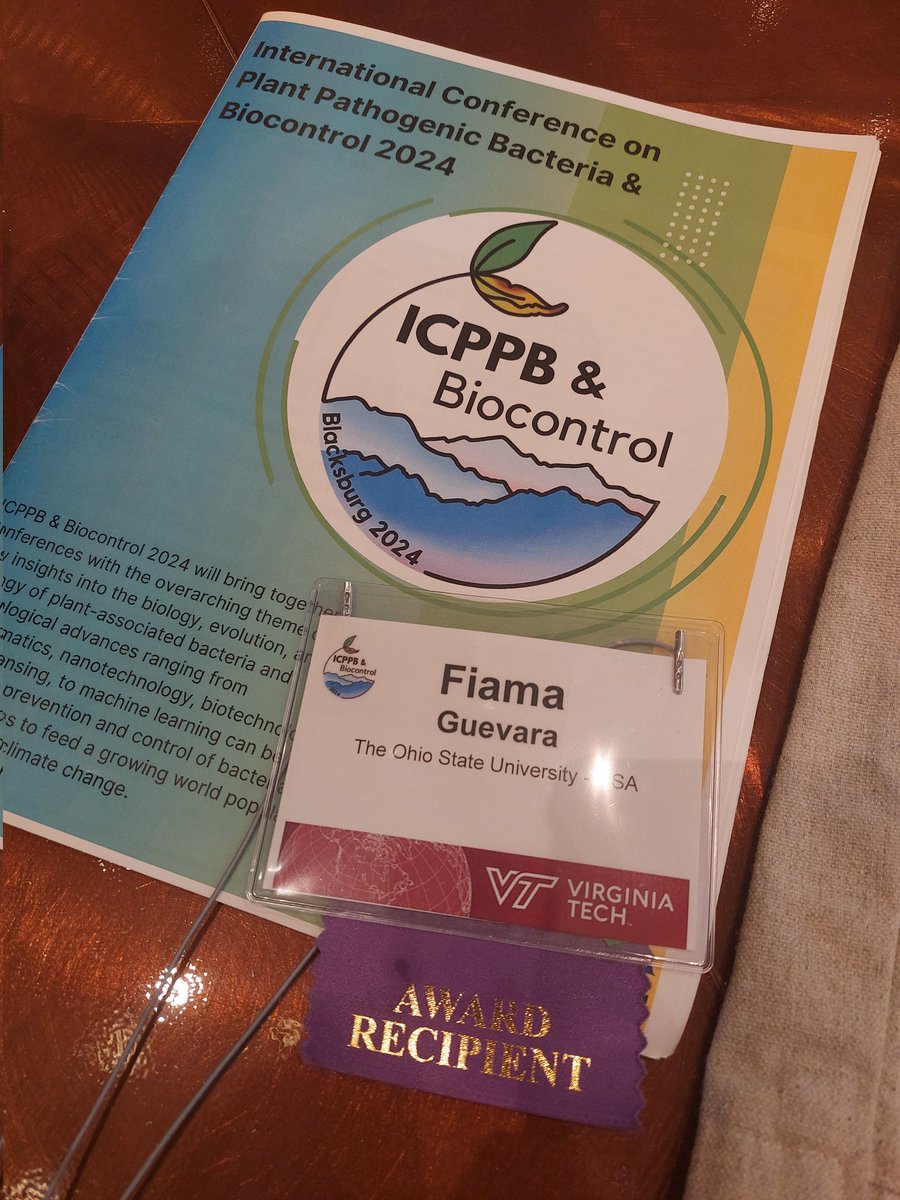 International Conference on
Plant Pathogenic Bacteria &
Biocontrol 2024
ICPPB &
Biocontrol
Blacksburg 2024
ICPPB & Biocontrol 2024 will bring together
conferences with the overarching theme
insights into the biology, evolution,
of plant-associated bacteria and
advances ranging from
nanotechnology,
to machine learning can be
prevention and control of
to feed a growing world
climate change.
ICPPB &
Biocontrol
2024
Fiama
Guevara
The Ohio State University -
VT VIRGINIA
TECH
AWARD
RECIPIENT